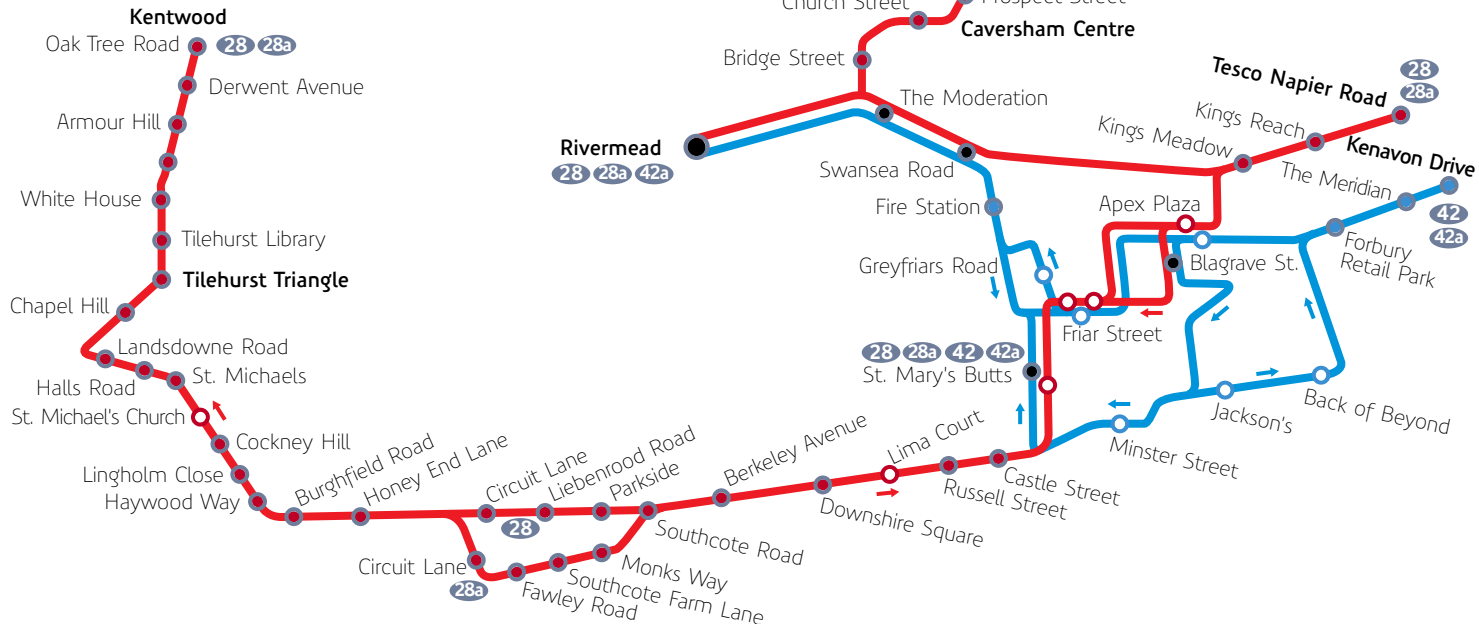 Kentwood
Oak Tree Road
28 28a
Derwent Avenue
Armour Hill
White House
Tilehurst Library
Tilehurst Triangle
Chapel Hill
Landsdowne Road
Halls Road
St. Michaels
St. Michael's Church
Cockney Hill
Lingholm Close
Haywood Way
Burghfield Road
Honey End Lane
Circuit Lane
Liebenrood Road
Parkside
28
Circuit Lane
28a
Fawley Road
Southcote Farm Lane
Monks Way
Southcote Road
Berkeley Avenue
Downshire Square
Lima Court
Russell Street
Castle Street
Church Street
Prospect Street
Caversham Centre
Bridge Street
The Moderation
Rivermead
28 28a 42a
Swansea Road
Fire Station
Greyfriars Road
28 28a 42 42a
St. Mary's Butts
Friar Street
Apex Plaza
Blagrave St.
Kings Meadow
Kings Reach
Tesco Napier Road
28
28a
Kenavon Drive
42
42a
The Meridian
Forbury
Retail Park
Minster Street
Jackson's
Back of Beyond